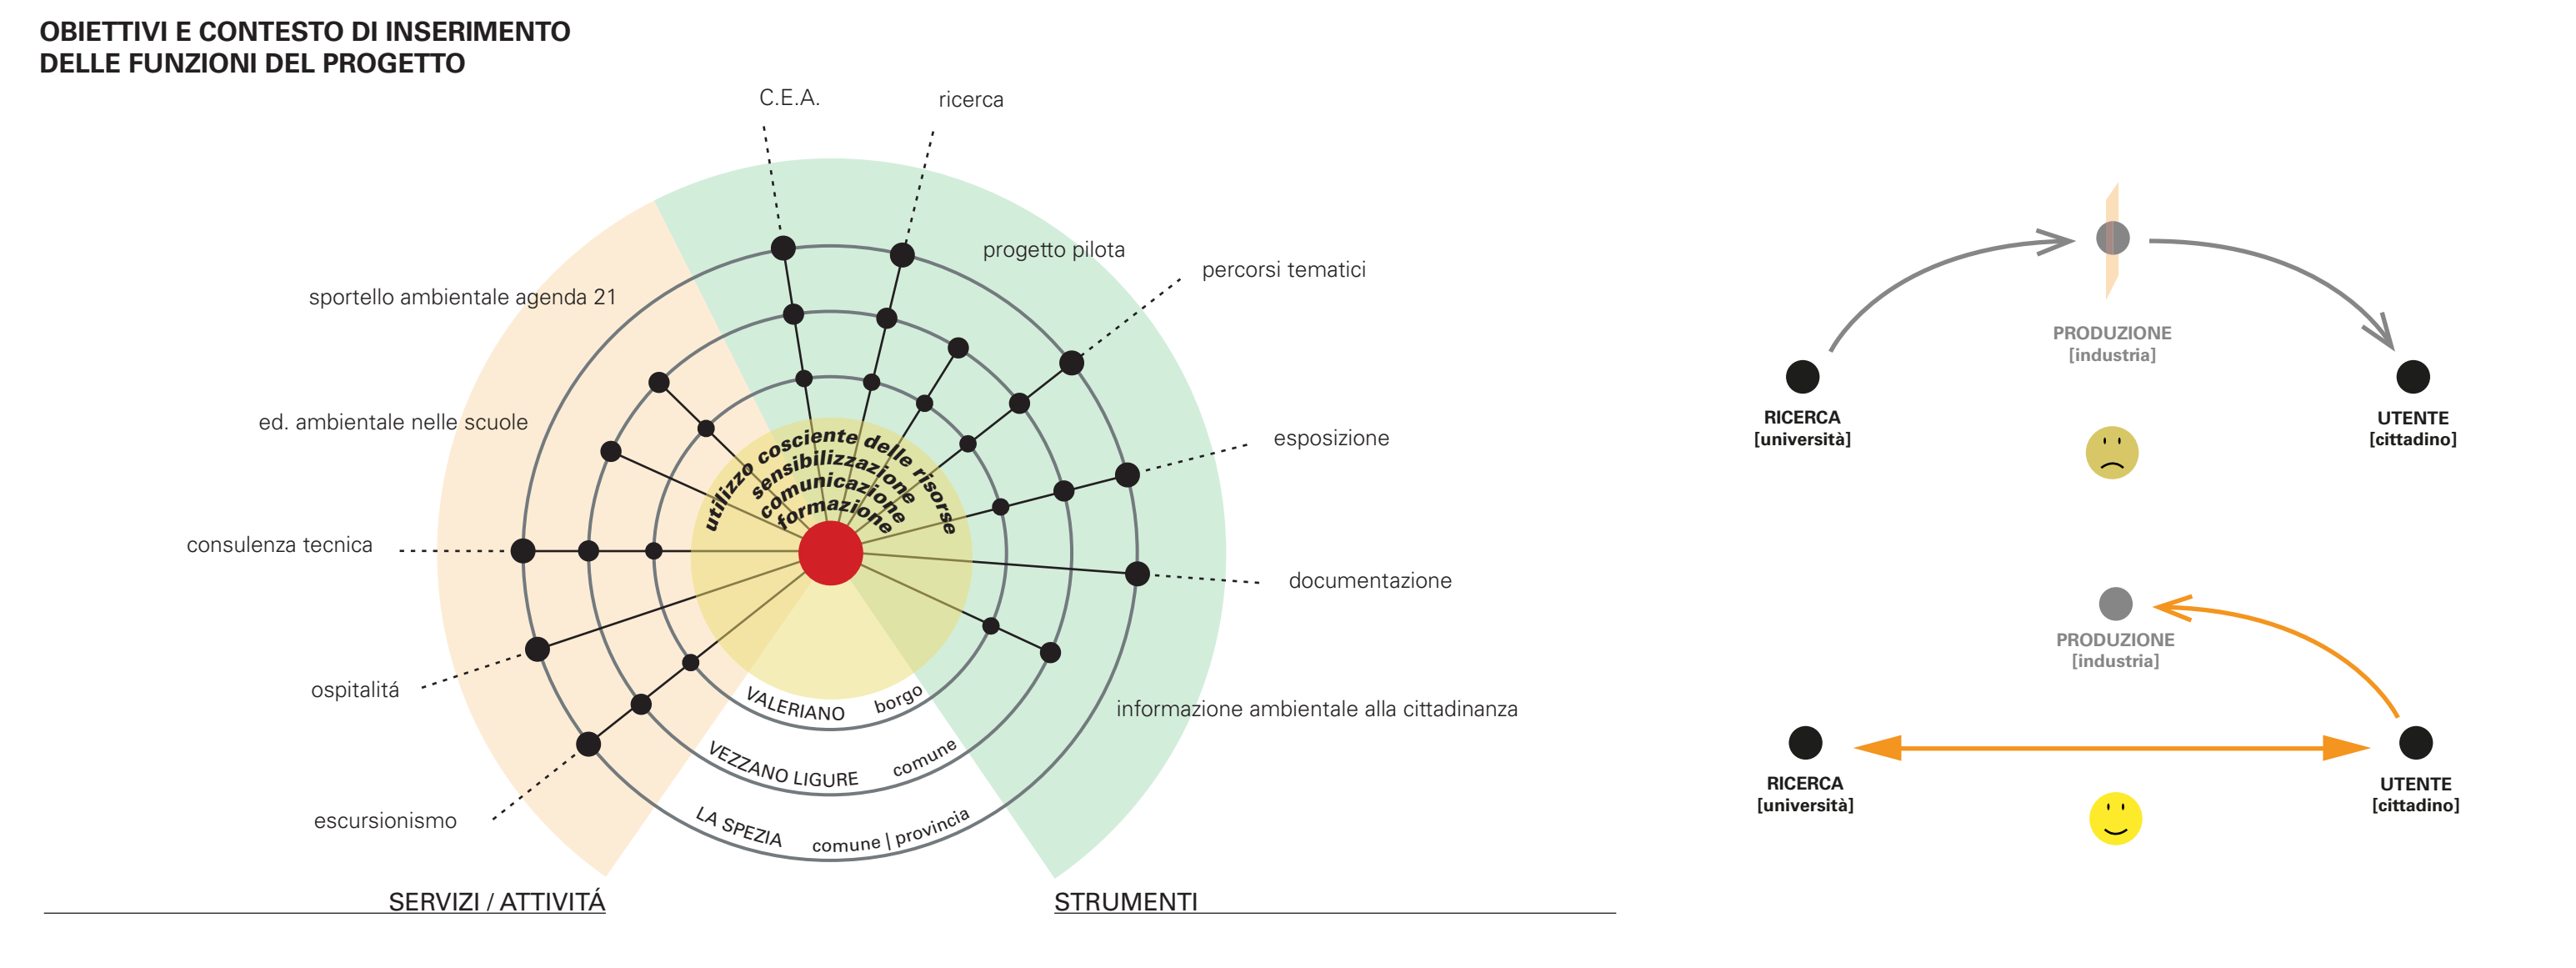 OBIETTIVI E CONTESTO DI INSERIMENTO
DELLE FUNZIONI DEL PROGETTO
C.E.A.
ricerca
progetto pilota
percorsi tematici
sportello ambientale agenda 21
ed. ambientale nelle scuole
esposizione
consulenza tecnica
documentazione
ospitalitá
informazione ambientale alla cittadinanza
escursionismo
utilizzo cosciente delle risorse
sensibilizzazione
comunicazione
formazione
VALERIANO borgo
VEZZANO LIGURE comune
LA SPEZIA comune | provincia
SERVIZI / ATTIVITÁ
STRUMENTI
PRODUZIONE
[industria]
RICERCA
[università]
UTENTE
[cittadino]
PRODUZIONE
[industria]
RICERCA
[università]
UTENTE
[cittadino]